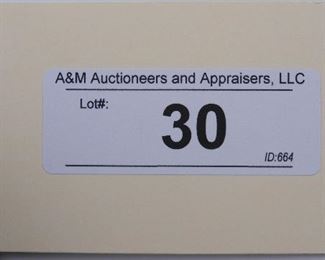 A&M Auctioneers and Appraisers, LLC
Lot#:
30
ID:664